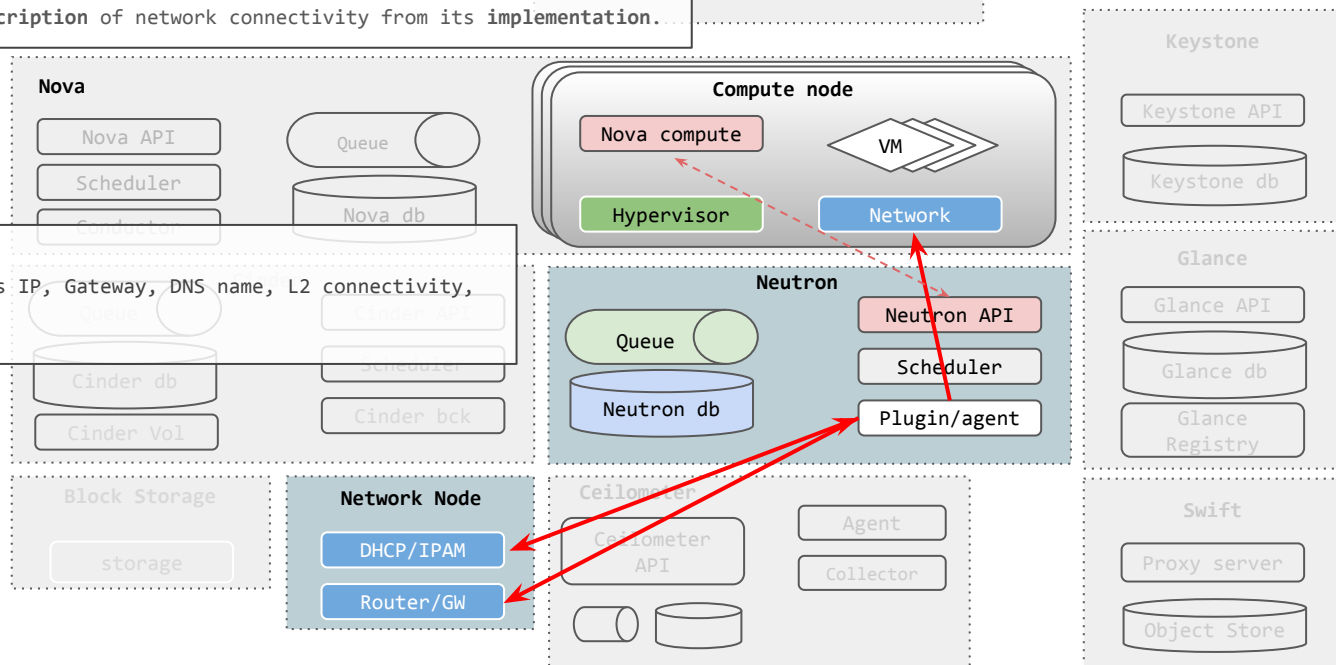 cription of network connectivity from its implementation.
Keystone
Keystone API
Keystone db
Nova
Nova API
Scheduler
Conductor
Queue
Nova db
Compute node
Nova compute
VM
Hypervisor
Network
s IP, Gateway, DNS name, L2 connectivity,
Queue
Cinder API
Cinder db
Scheduler
Cinder Vol
Cinder bck
Neutron
Queue
Neutron db
Neutron API
Scheduler
Plugin/agent
Glance
Glance API
Glance db
Glance
Registry
Block Storage
storage
Network Node
DHCP/IPAM
Router/GW
Ceilometer
Ceilometer
API
Agent
Collector
Swift
Proxy server
Object Store